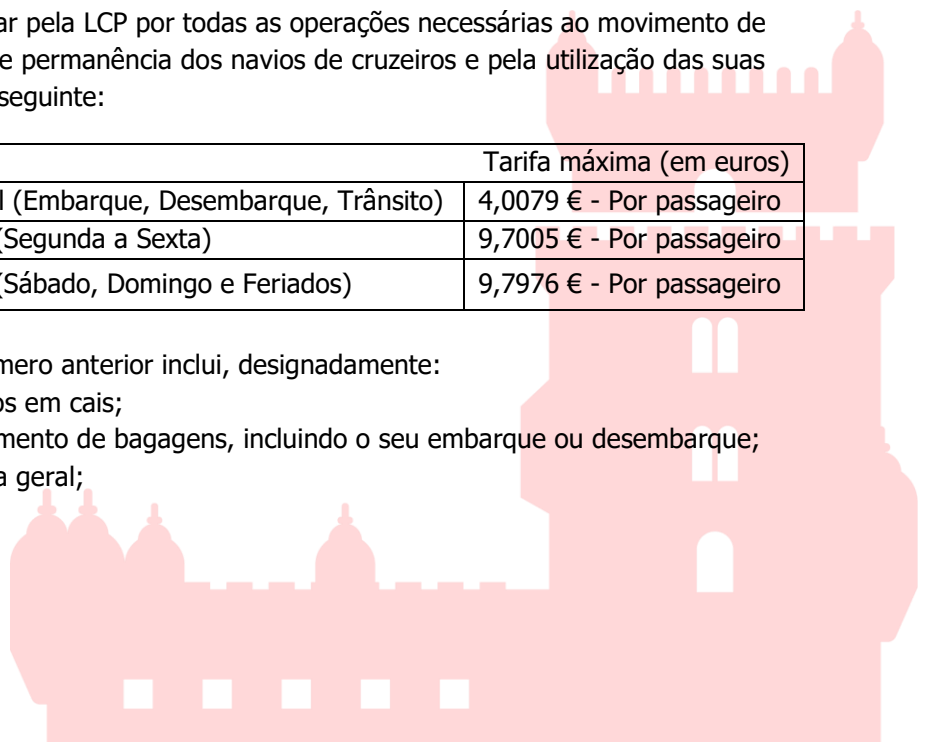 ar pela LCP por todas as operações necessárias ao movimento de
e permanência dos navios de cruzeiros e pela utilização das suas
seguinte:
Tarifa máxima (em euros)
l (Embarque, Desembarque, Trânsito) 4,0079 € - Por passageiro
(Segunda a Sexta) 9,7005 € - Por passageiro
(Sábado, Domingo e Feriados) 9,7976 € - Por passageiro
mero anterior inclui, designadamente:
os em cais;
mento de bagagens, incluindo o seu embarque ou desembarque;
a geral;